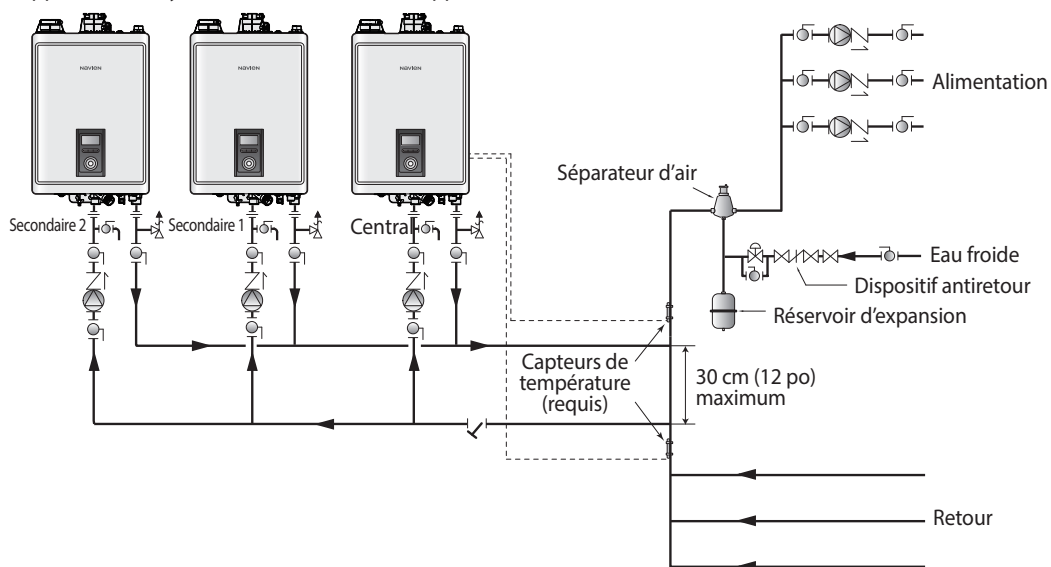 NAVIEN
NAVIEN
NAVIEN
Alimentation
Séparateur d'air
Secondaire 2
Secondaire 1
Central
Eau froide
Dispositif antiretour
Réservoir d'expansion
Capteurs de
température
(requis)
30 cm (12 po)
maximum
Retour